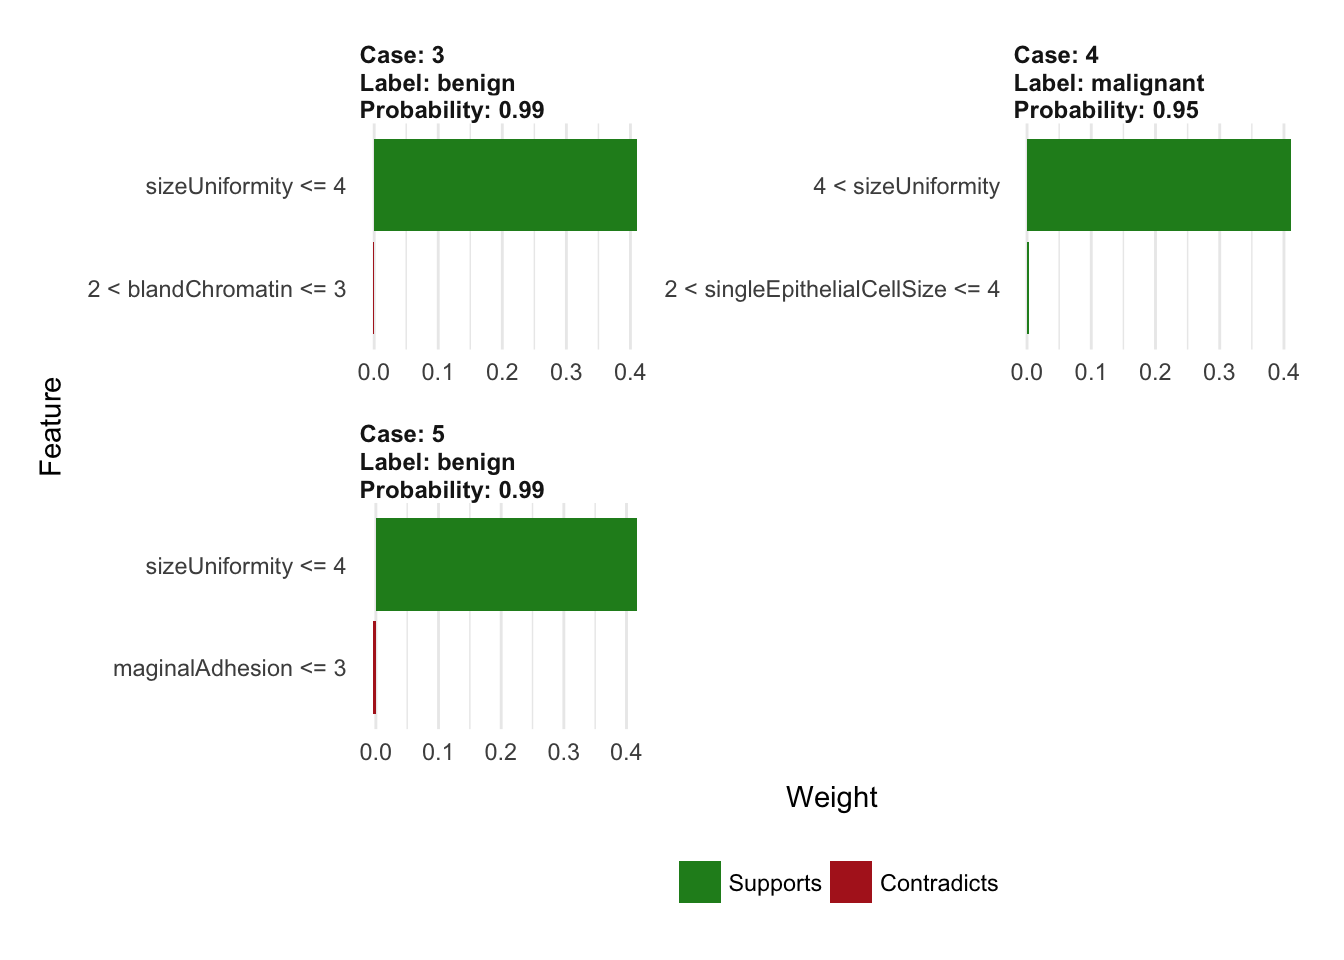 Case: 3
Label: benign
Probability: 0.99
sizeUniformity <= 4
2 < blandChromatin <= 3
0.0 0.1 0.2 0.3 0.4
Case: 4
Label: malignant
Probability: 0.95
4 < sizeUniformity
2 < singleEpithelialCellSize <= 4
0.0 0.1 0.2 0.3 0.4
Feature
Case: 5
Label: benign
Probability: 0.99
sizeUniformity <= 4
maginalAdhesion <= 3
0.0 0.1 0.2 0.3 0.4
Weight
Supports Contradicts